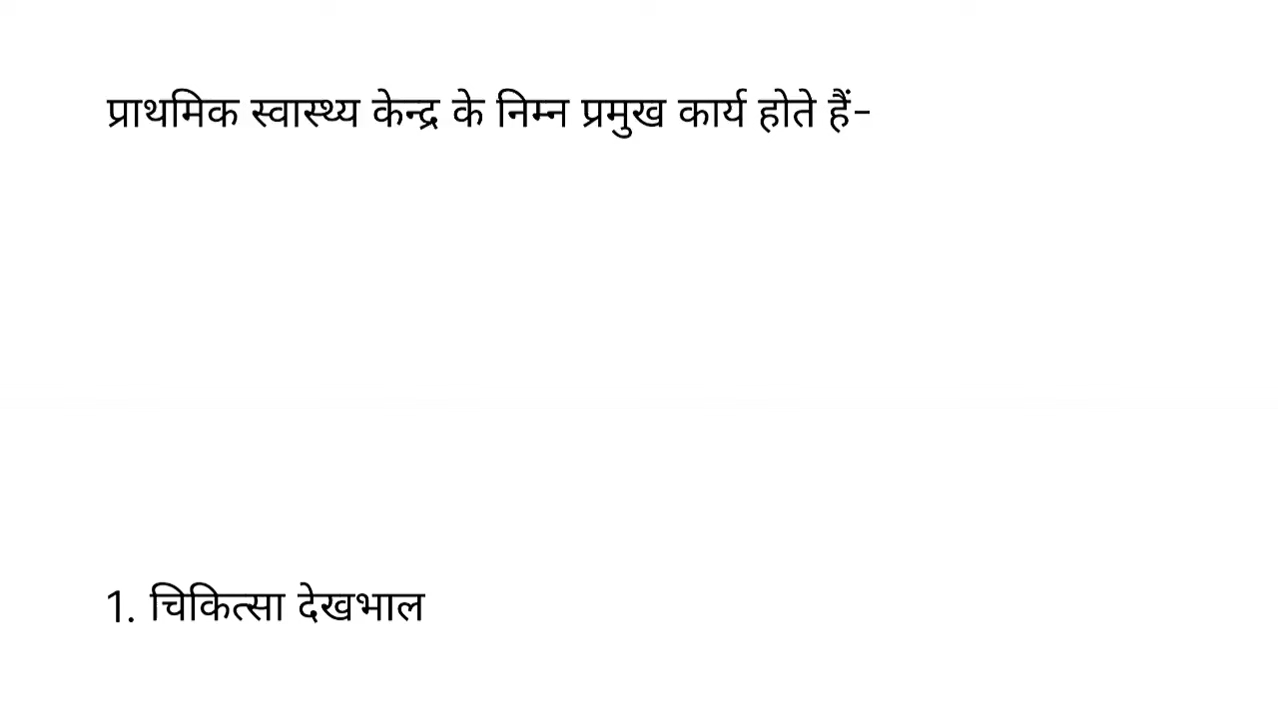 प्राथमिक स्वास्थ्य केन्द्र के निम्न प्रमुख कार्य होते हैं-
1. चिकित्सा देखभाल